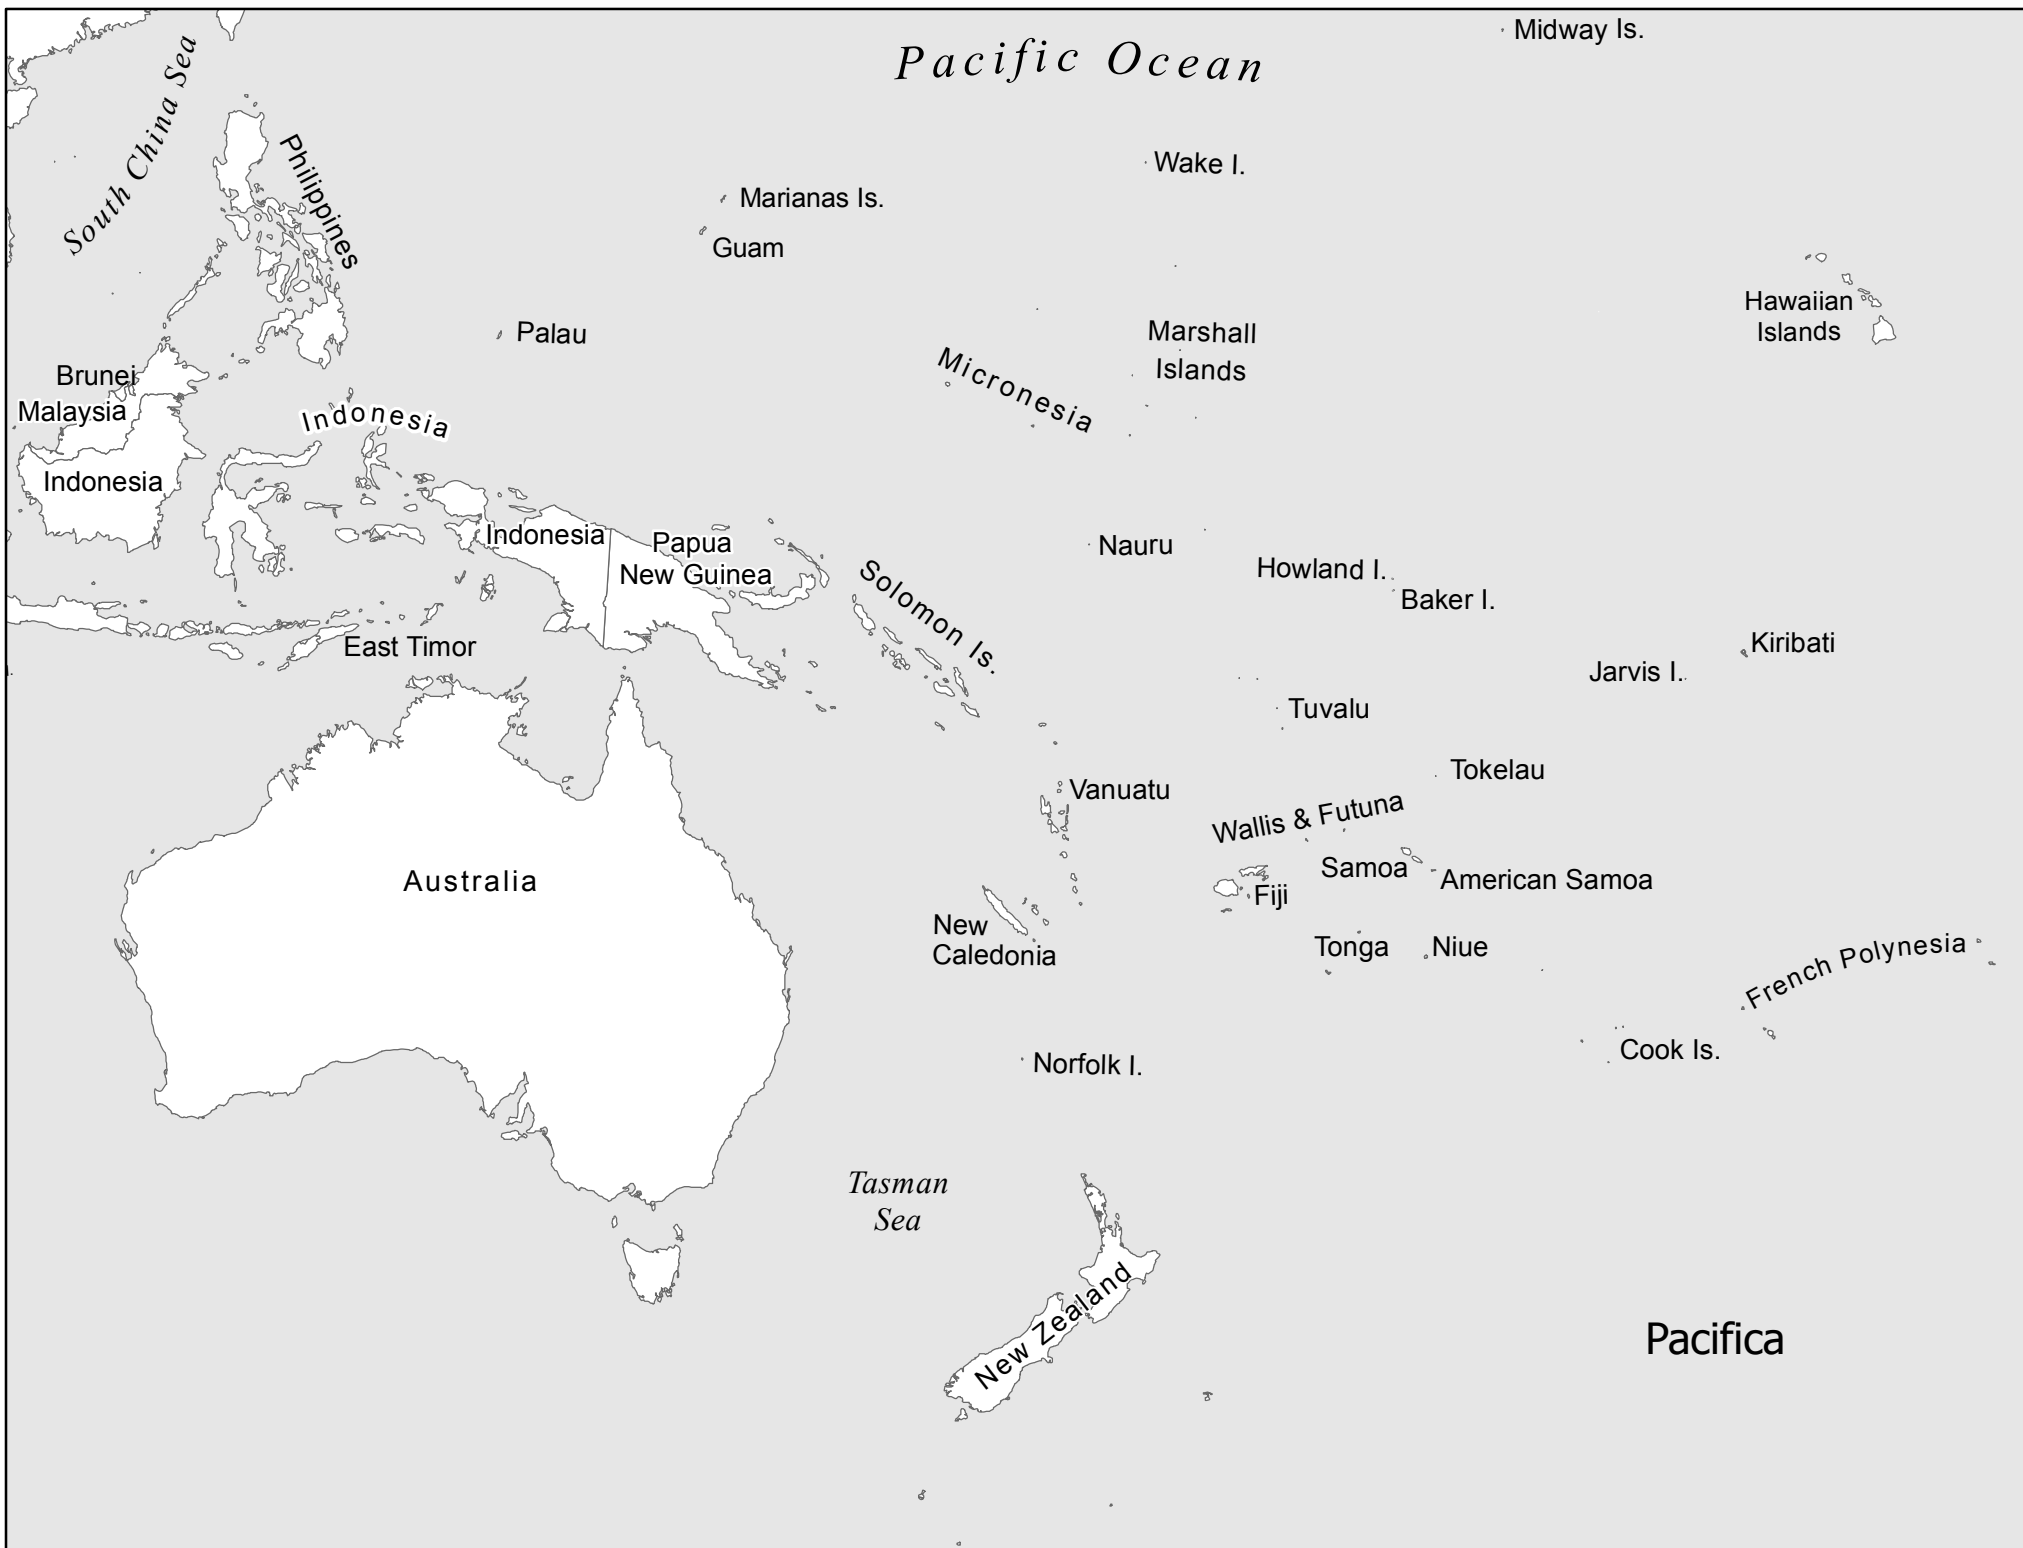 Midway Is.
Pacific Ocean
South China Sea
Philippines
Wake I.
Marianas Is.
Guam
Hawaiian
Islands
Palau
Marshall
Islands
Micronesia
Brunei
Malaysia
Indonesia
Indonesia
Indonesia
Papua
New Guinea
Nauru
Howland I.
Baker I.
Solomon Is.
East Timor
Kiribati
Jarvis I.
Tuvalu
Tokelau
Vanuatu
Wallis & Futuna
Samoa
American Samoa
Australia
Fiji
New
Caledonia
Tonga
Niue
French Polynesia
Cook Is.
Norfolk I.
Tasman
Sea
New Zealand
Pacifica